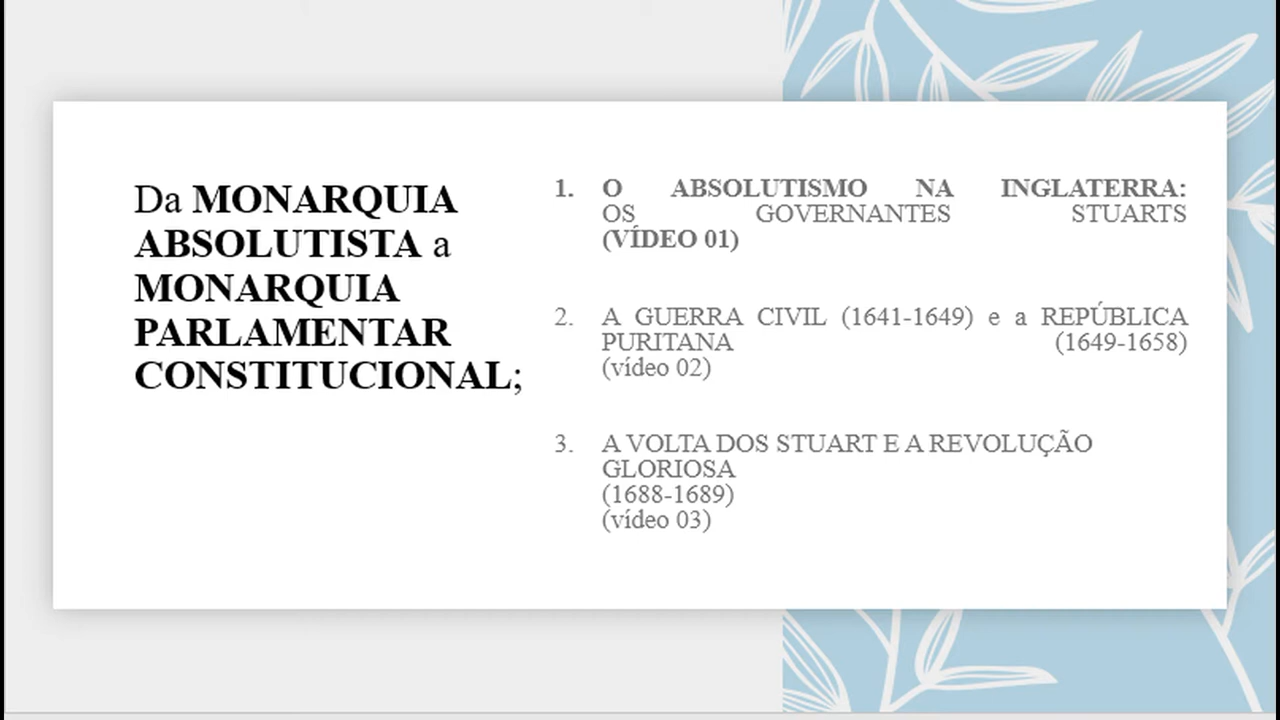 Da MONARQUIA
ABSOLUTISTA a
MONARQUIA
PARLAMENTAR
CONSTITUCIONAL;
1. O ABSOLUTISMO NA INGLATERRA:
OS GOVERNANTES STUARTS
(VÍDEO 01)
2. A GUERRA CIVIL (1641-1649) e a REPÚBLICA
PURITANA (1649-1658)
(vídeo 02)
3. A VOLTA DOS STUART E A REVOLUÇÃO
GLORIOSA
(1688-1689)
(vídeo 03)